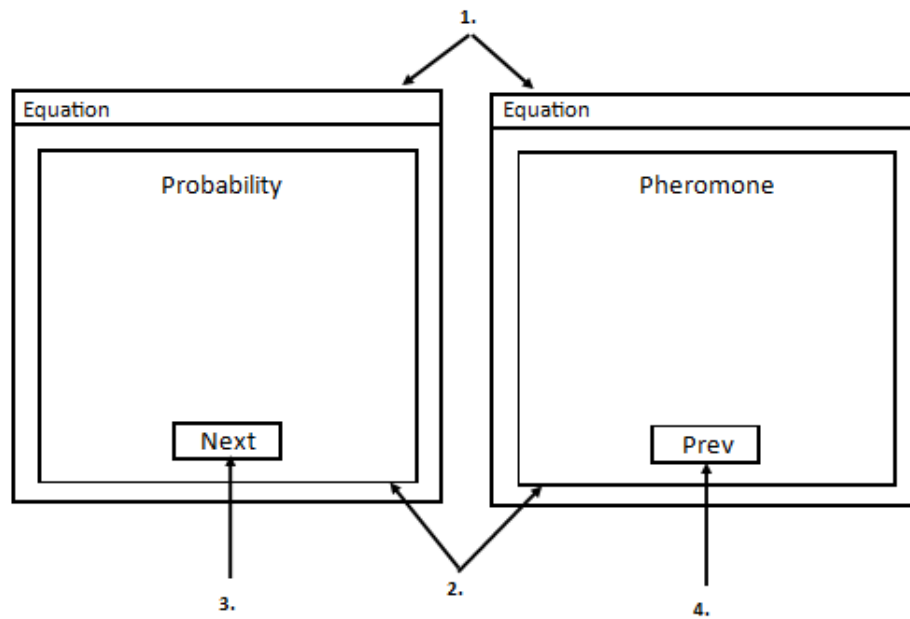 1.
Equation
Probability
Next
Equation
Pheromone
Prev
2.
3.
4.